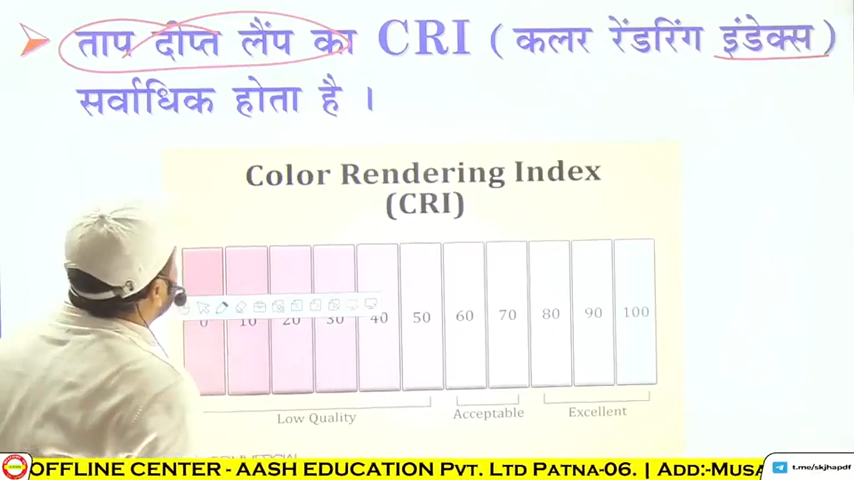 ताप दीप्त लैंप का CRI ( कलर रेंडरिंग इंडेक्स )
सर्वाधिक होता है ।
Color Rendering Index
(CRI)
0 10 20 30 40 50 60 70 80 90 100
Low Quality Acceptable Excellent
OFFLINE CENTER - AASH EDUCATION PVT. LTD PATNA-06. | ADD:-MUSA
t.me/skjhapdf